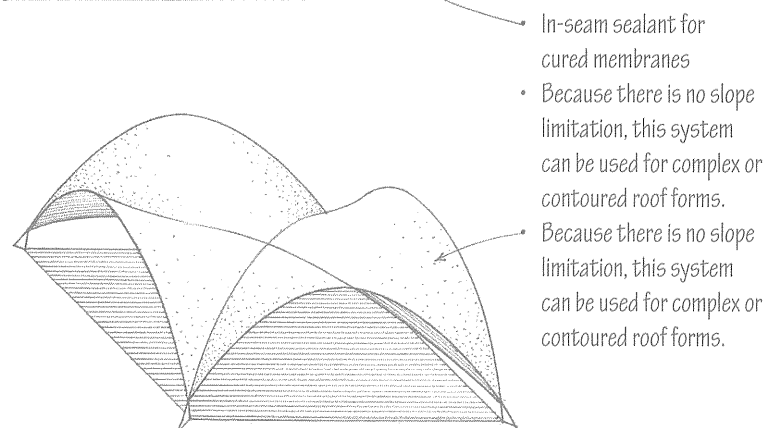 • In-seam sealant for
cured membranes
• Because there is no slope
limitation, this system
can be used for complex or
contoured roof forms.
• Because there is no slope
limitation, this system
can be used for complex or
contoured roof forms.